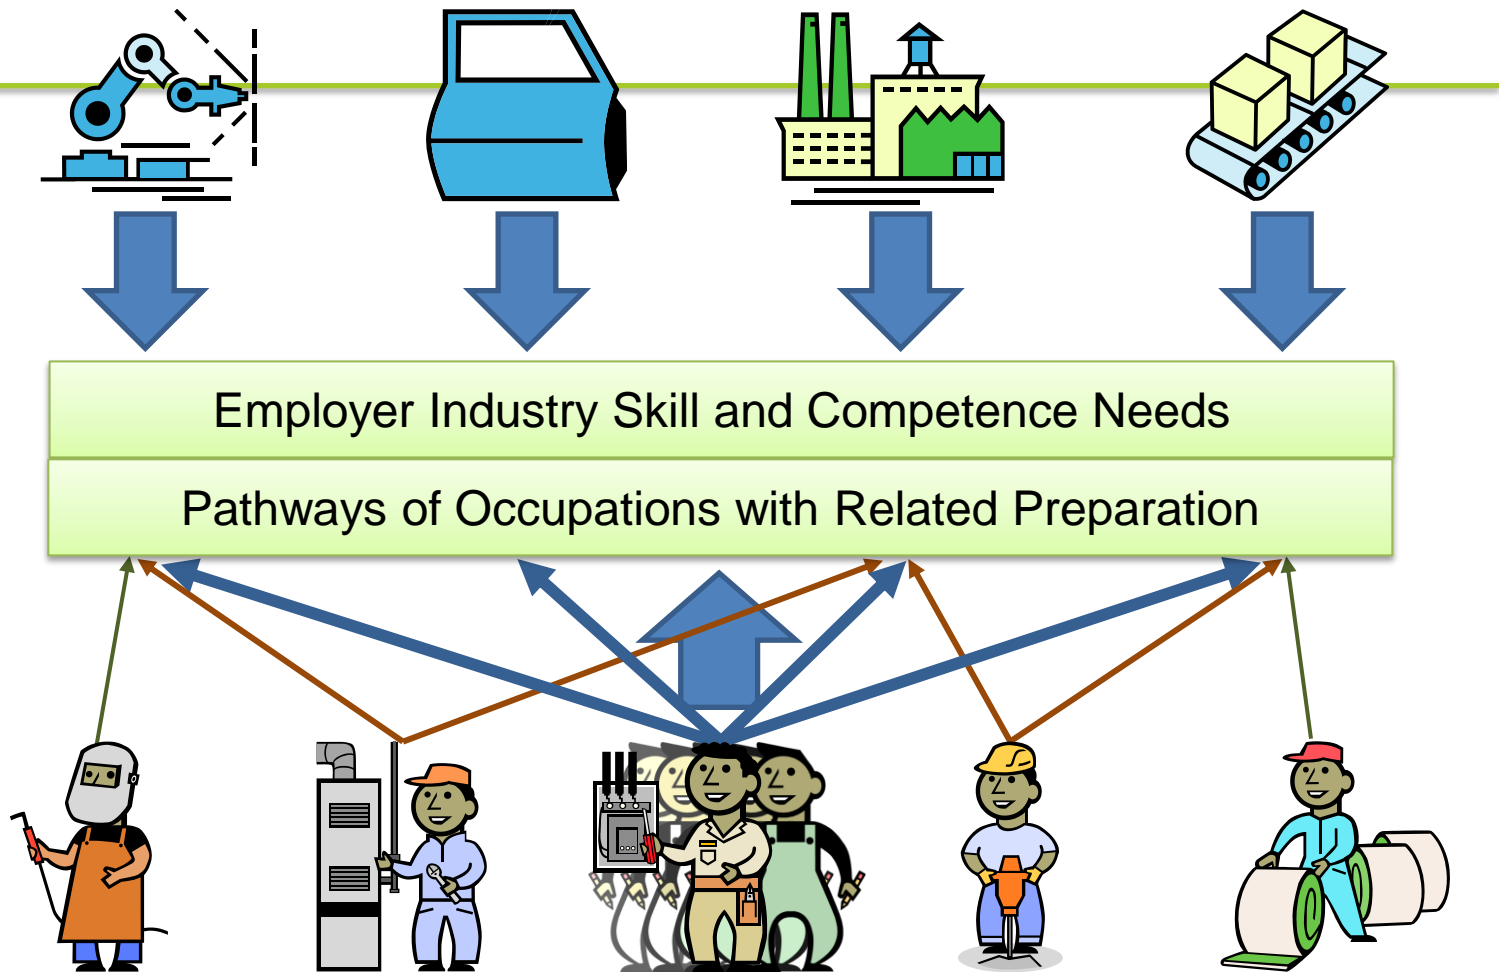 Employer Industry Skill and Competence Needs
Pathways of Occupations with Related Preparation